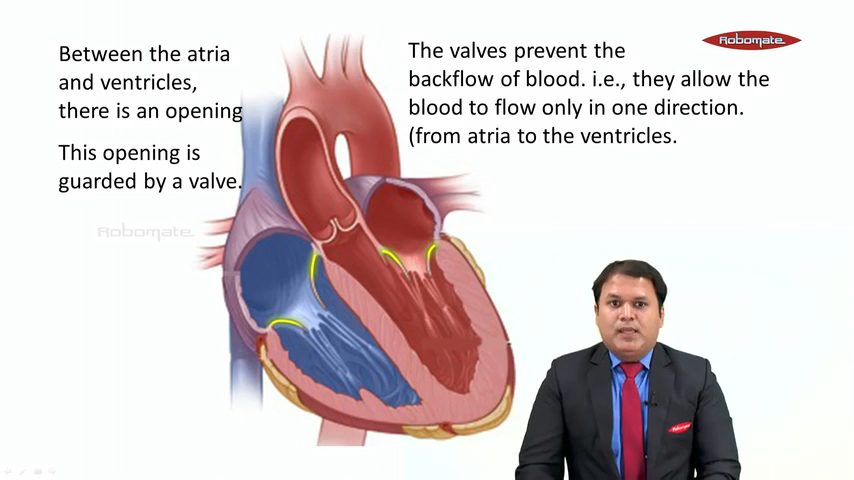 Between the atria
and ventricles,
there is an opening
This opening is
guarded by a valve.
The valves prevent the
backflow of blood. i.e., they allow the
blood to flow only in one direction.
(from atria to the ventricles.
Robomate
Robomate